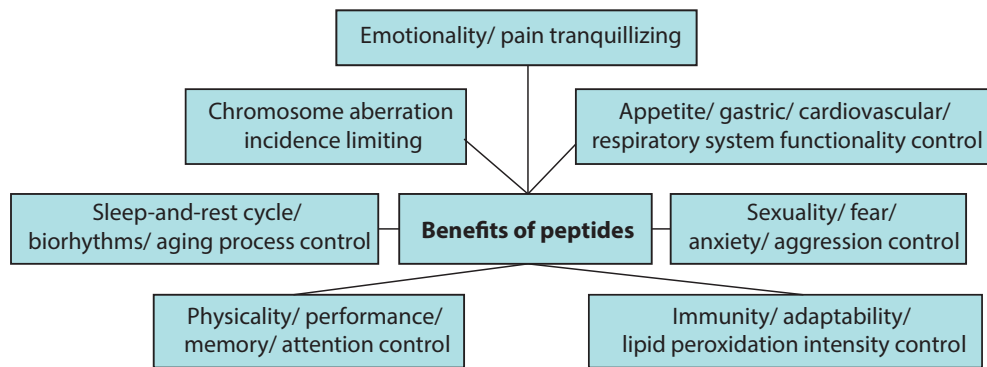 Emotionality/ pain tranquillizing
Chromosome aberration
incidence limiting
Appetite/ gastric/ cardiovascular/
respiratory system functionality control
Sleep-and-rest cycle/
biorhythms/ aging process control
Benefits of peptides
Sexuality/ fear/
anxiety/ aggression control
Physicality/ performance/
memory/ attention control
Immunity/ adaptability/
lipid peroxidation intensity control